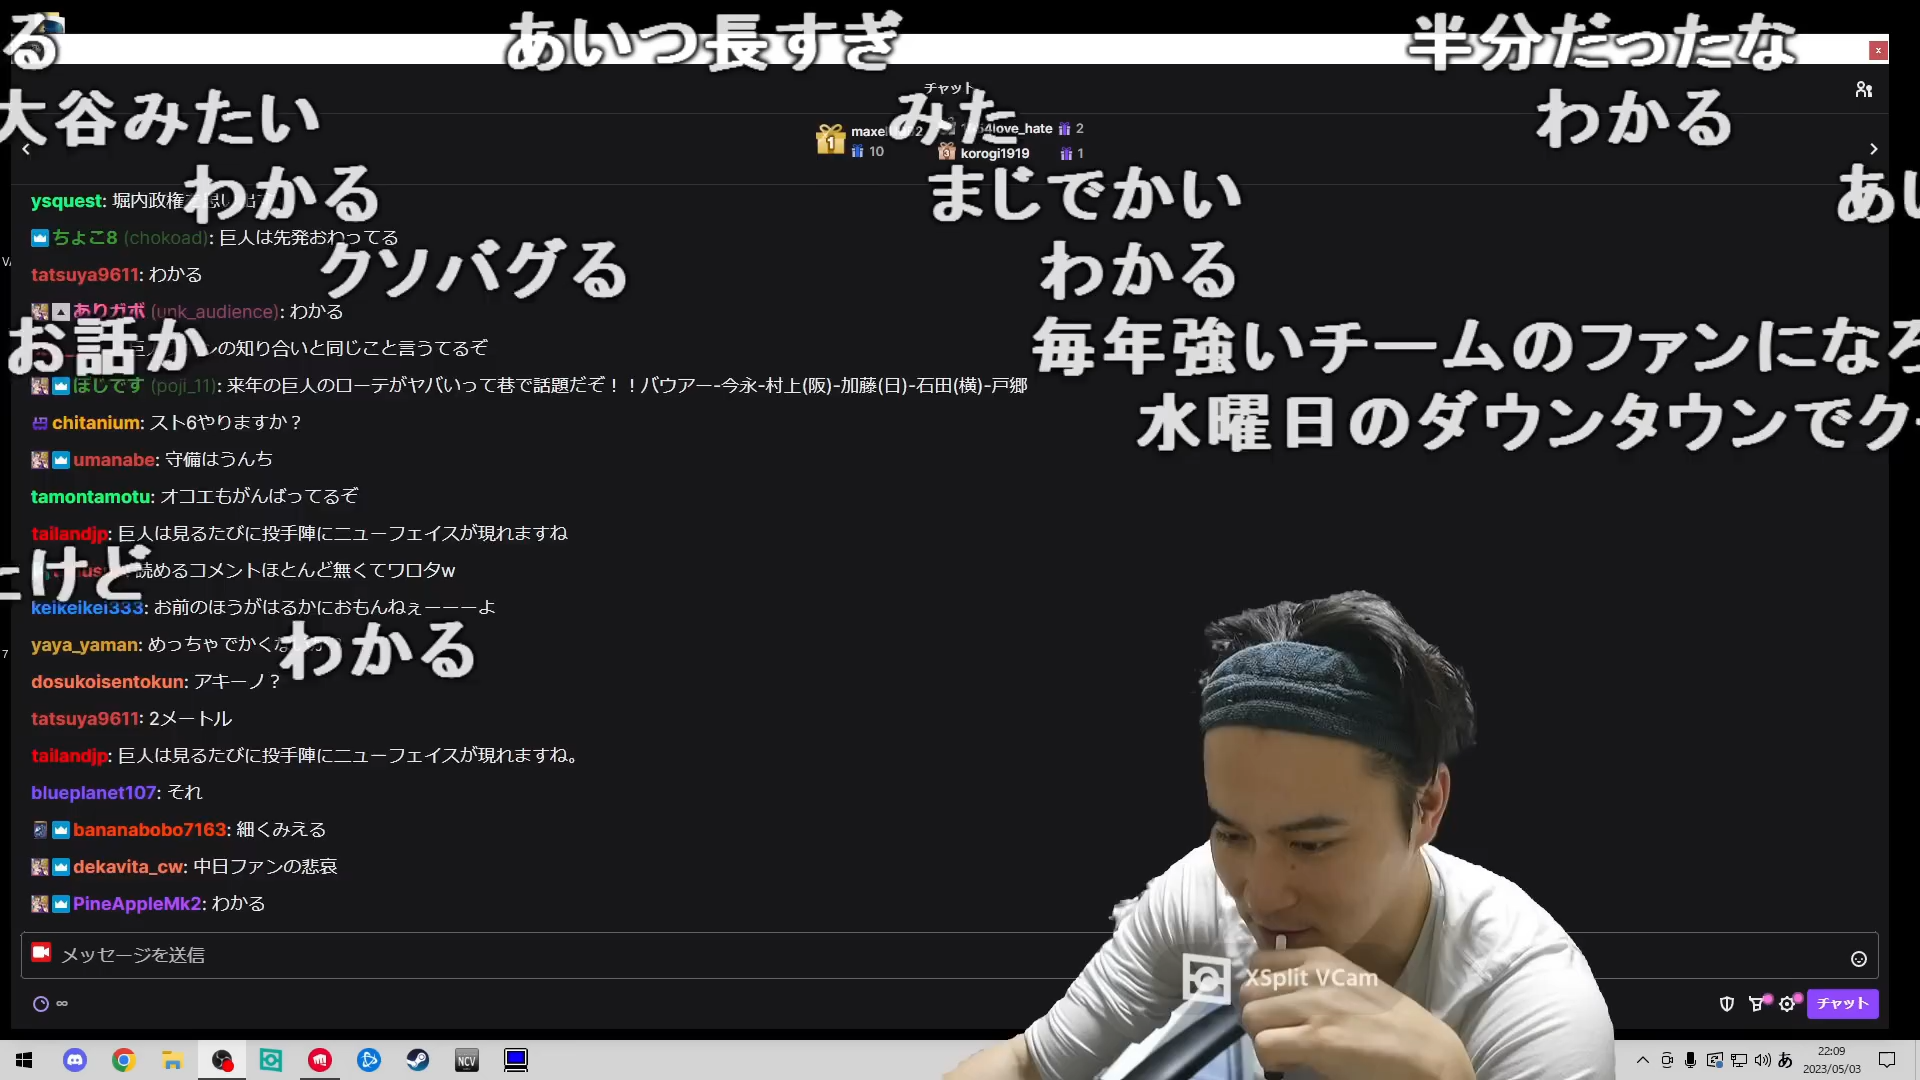 る
あいつ長すぎ
半分だったな
チャット
大谷みたい
みた
わかる
love_hate 2
10
korogi1919 1
わかる
まじでかい
あい
ysquest: 堀内政権
ちょこ8 (chokoad): 巨人は先発おわってる
クソバグる
わかる
tatsuya9611: わかる
ありガボ (unk_audience): わかる
お話か
毎年強いチームのファンになろ
の知り合いと同じこと言うてるぞ
ぽじです (poji_11): 来年の巨人のローテがヤバいって巷で話題だぞ！！バウアー-今永-村上(阪)-加藤(日)-石田(横)-戸郷
水曜日のダウンタウンでク
chitanium: スト6やりますか？
umanabe: 守備はうんち
tamontamotu: オコエもがんばってるぞ
tailandjp: 巨人は見るたびに投手陣にニューフェイスが現れますね
けど
読めるコメントほとんど無くてワロタw
keikeikei333: お前のほうがはるかにおもんねぇーーーよ
わかる
yaya_yaman: めっちゃでかくな
dosukoisentokun: アキーノ？
tatsuya9611: 2メートル
tailandjp: 巨人は見るたびに投手陣にニューフェイスが現れますね。
blueplanet107: それ
bananabobo7163: 細くみえる
dekavita_cw: 中日ファンの悲哀
PineAppleMk2: わかる
メッセージを送信
XSplit VCam
∞
チャット
NCV
あ
22:09
2023/05/03